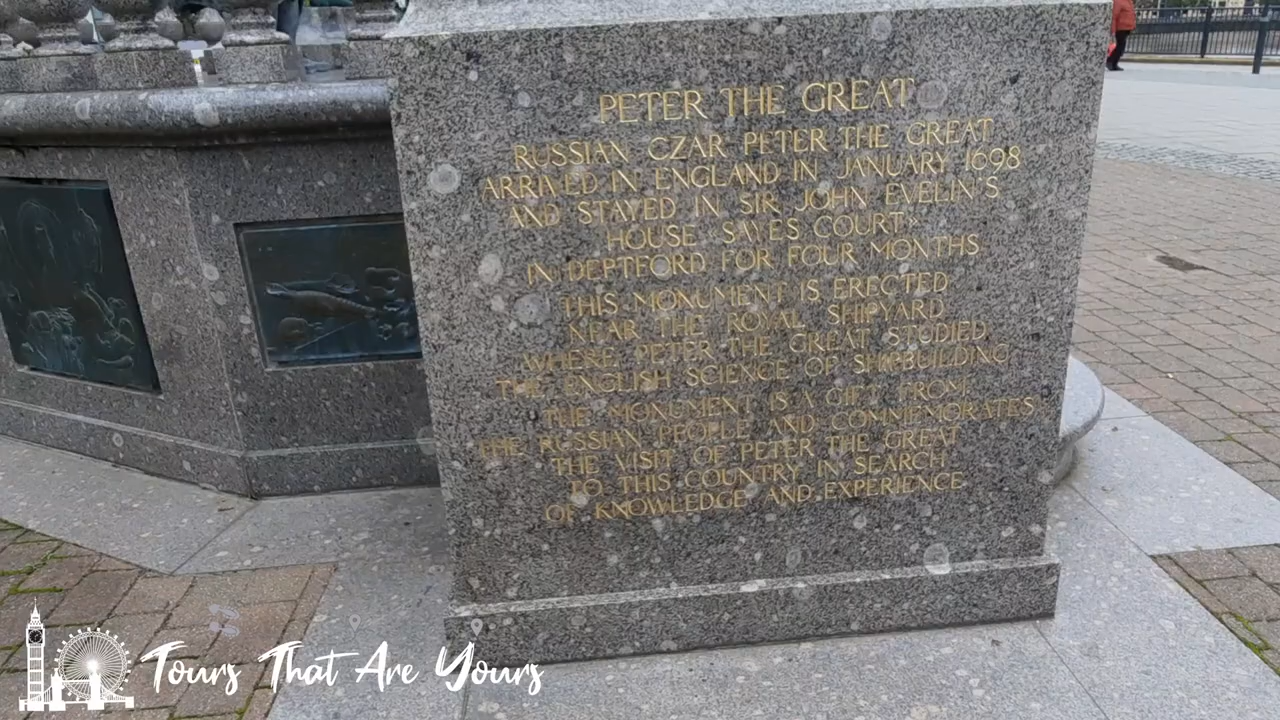 PETER THE GREAT
RUSSIAN CZAR PETER THE GREAT
ARRIVED IN ENGLAND IN JANUARY 1698
AND STAYED IN SIR JOHN EVELIN'S
HOUSE SAYES COURT»
IN DEPTFORD FOR FOUR MONTHS
THIS MONUMENT IS ERECTED
NEAR THE ROYAL SHIPYARD
WHERE PETER THE GREAT STUDIED
THE ENGLISH SCIENCE OF SHIPBUILDING
THE MONUMENT IS A GIFT FROM
THE RUSSIAN PEOPLE AND COMMEMORATES
THE VISIT OF PETER THE GREAT
TO THIS COUNTRY IN SEARCH
OF KNOWLEDGE AND EXPERIENCE
Tours That Are Yours